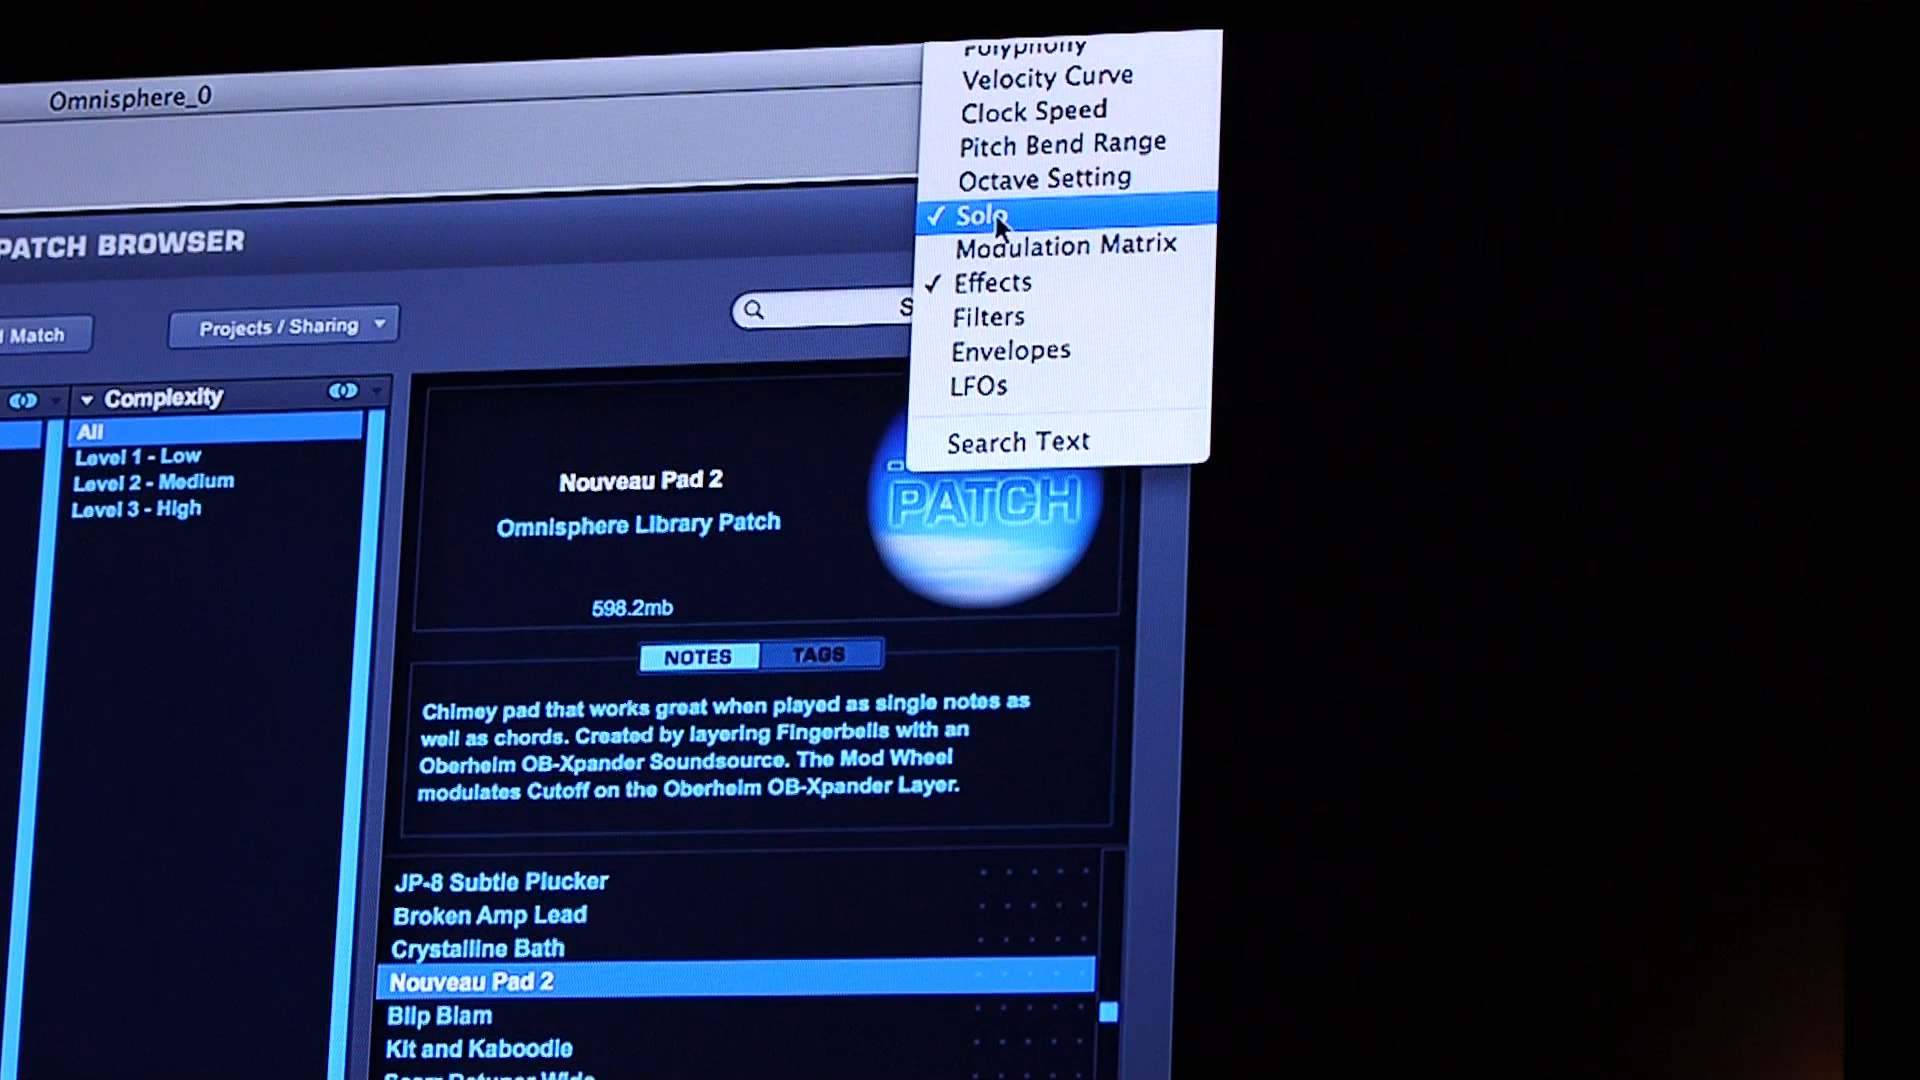 Omnisphere_0
Polyphony
Velocity Curve
Clock Speed
Pitch Bend Range
Octave Setting
✓ Solo
Modulation Matrix
✓ Effects
Filters
Envelopes
LFOs
Search Text
PATCH BROWSER
Match
Projects / Sharing
S
Complexity
All
Level 1 - Low
Level 2 - Medium
Level 3 - High
Nouveau Pad 2
Omnisphere Library Patch
598.2mb
PATCH
NOTES
TAGS
Chimey pad that works great when played as single notes as
well as chords. Created by layering Fingerbells with an
Oberheim OB-Xpander Soundsource. The Mod Wheel
modulates Cutoff on the Oberheim OB-Xpander Layer.
JP-8 Subtle Plucker
Broken Amp Lead
Crystalline Bath
Nouveau Pad 2
Blip Blam
Kit and Kaboodle